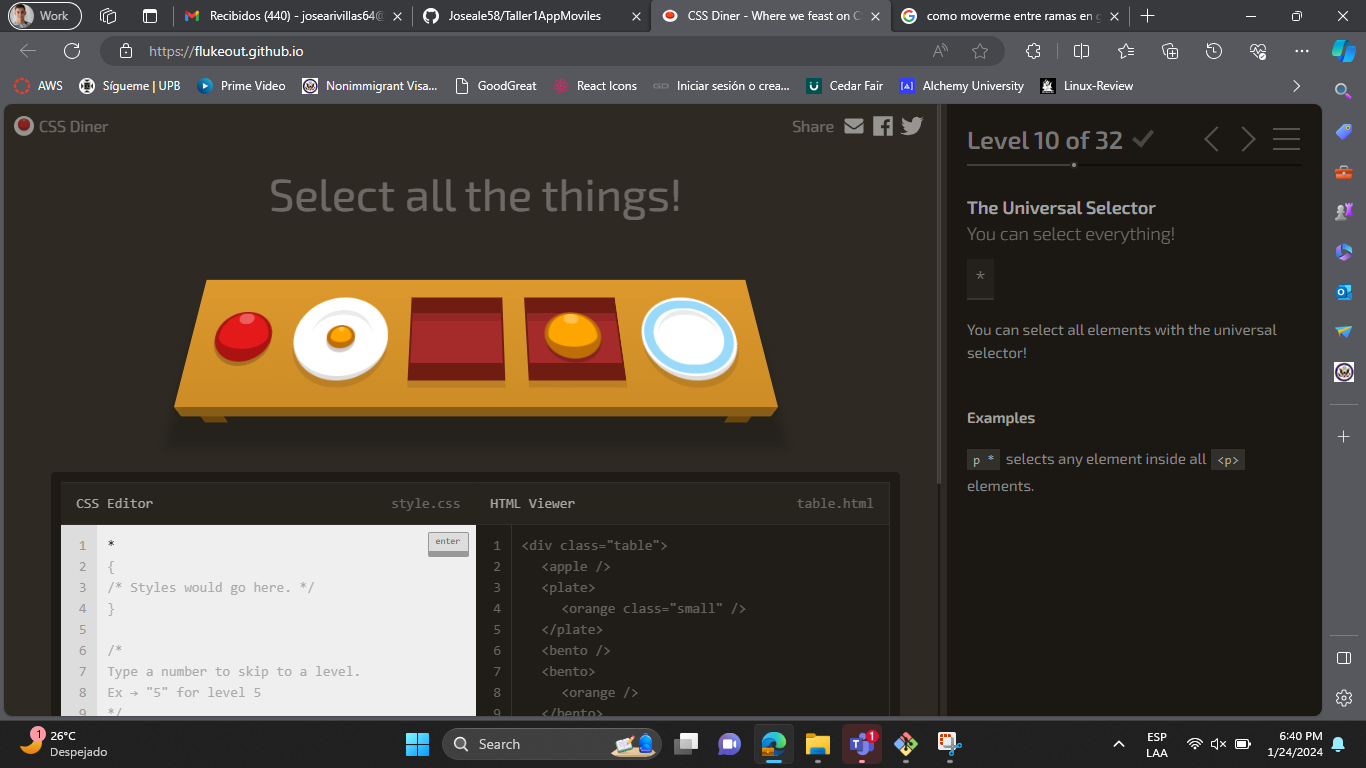 Work
Recibidos (440) - josearivillas64@
Joseale58/Taller1AppMoviles
CSS Diner - Where we feast on C
como moverme entre ramas en g
https://flukeout.github.io
AWS
Sígueme | UPB
Prime Video
Nonimmigrant Visa...
GoodGreat
React Icons
Iniciar sesión o crea...
Cedar Fair
Alchemy University
Linux-Review
CSS Diner
Share
Level 10 of 32
Select all the things!
The Universal Selector
You can select everything!
*
You can select all elements with the universal
selector!
Examples
p * selects any element inside all <p>
elements.
CSS Editor
style.css
HTML Viewer
table.html
enter
1 *
2 {
3 /* Styles would go here. */
4 }
5
6 /*
7 Type a number to skip to a level.
8 Ex → "5" for level 5
9 */
1 <div class="table">
2 <apple />
3 <plate>
4 <orange class="small" />
5 </plate>
6 <bento />
7 <bento>
8 <orange />
9 </bento>
1
26°C
Despejado
Search
1
ESP
LAA
6:40 PM
1/24/2024